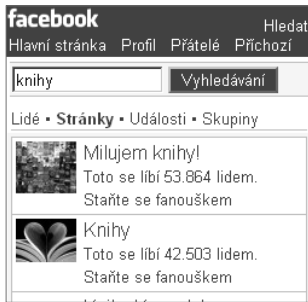 facebook
Hledat
Hlavní stránka Profil Přátelé Příchozí
knihy
Vyhledávání
Lidé • Stránky • Události • Skupiny
Milujem knihy!
Toto se líbí 53.864 lidem.
Staňte se fanouškem
Knihy
Toto se líbí 42.503 lidem.
Staňte se fanouškem